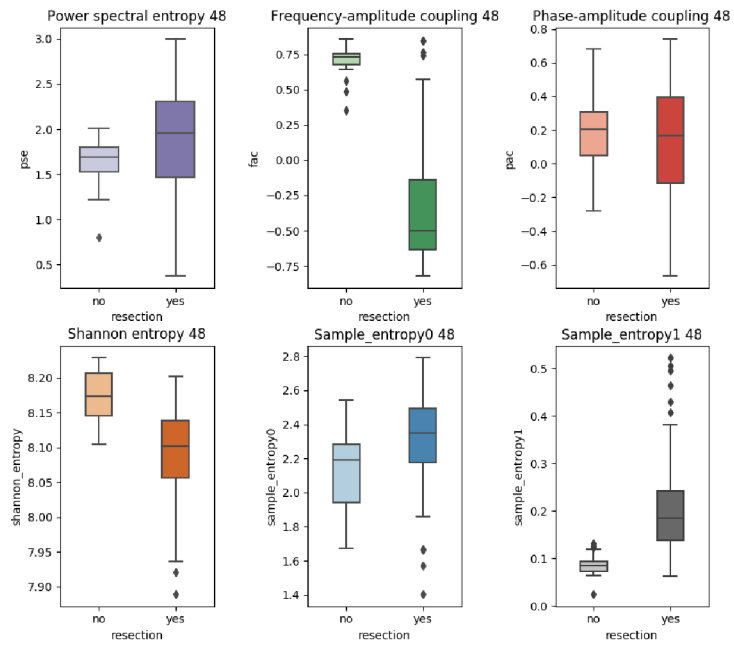 Power spectral entropy 48
3.0
2.5
2.0
1.5
1.0
0.5
pse
no yes
resection
Frequency-amplitude coupling 48
0.75
0.50
0.25
0.00
−0.25
−0.50
−0.75
fac
no yes
resection
Phase-amplitude coupling 48
0.8
0.6
0.4
0.2
0.0
−0.2
−0.4
−0.6
pac
no yes
resection
Shannon entropy 48
8.20
8.15
8.10
8.05
8.00
7.95
7.90
shannon_entropy
no yes
resection
Sample_entropy0 48
2.8
2.6
2.4
2.2
2.0
1.8
1.6
1.4
sample_entropy0
no yes
resection
Sample_entropy1 48
0.5
0.4
0.3
0.2
0.1
0.0
sample_entropy1
no yes
resection